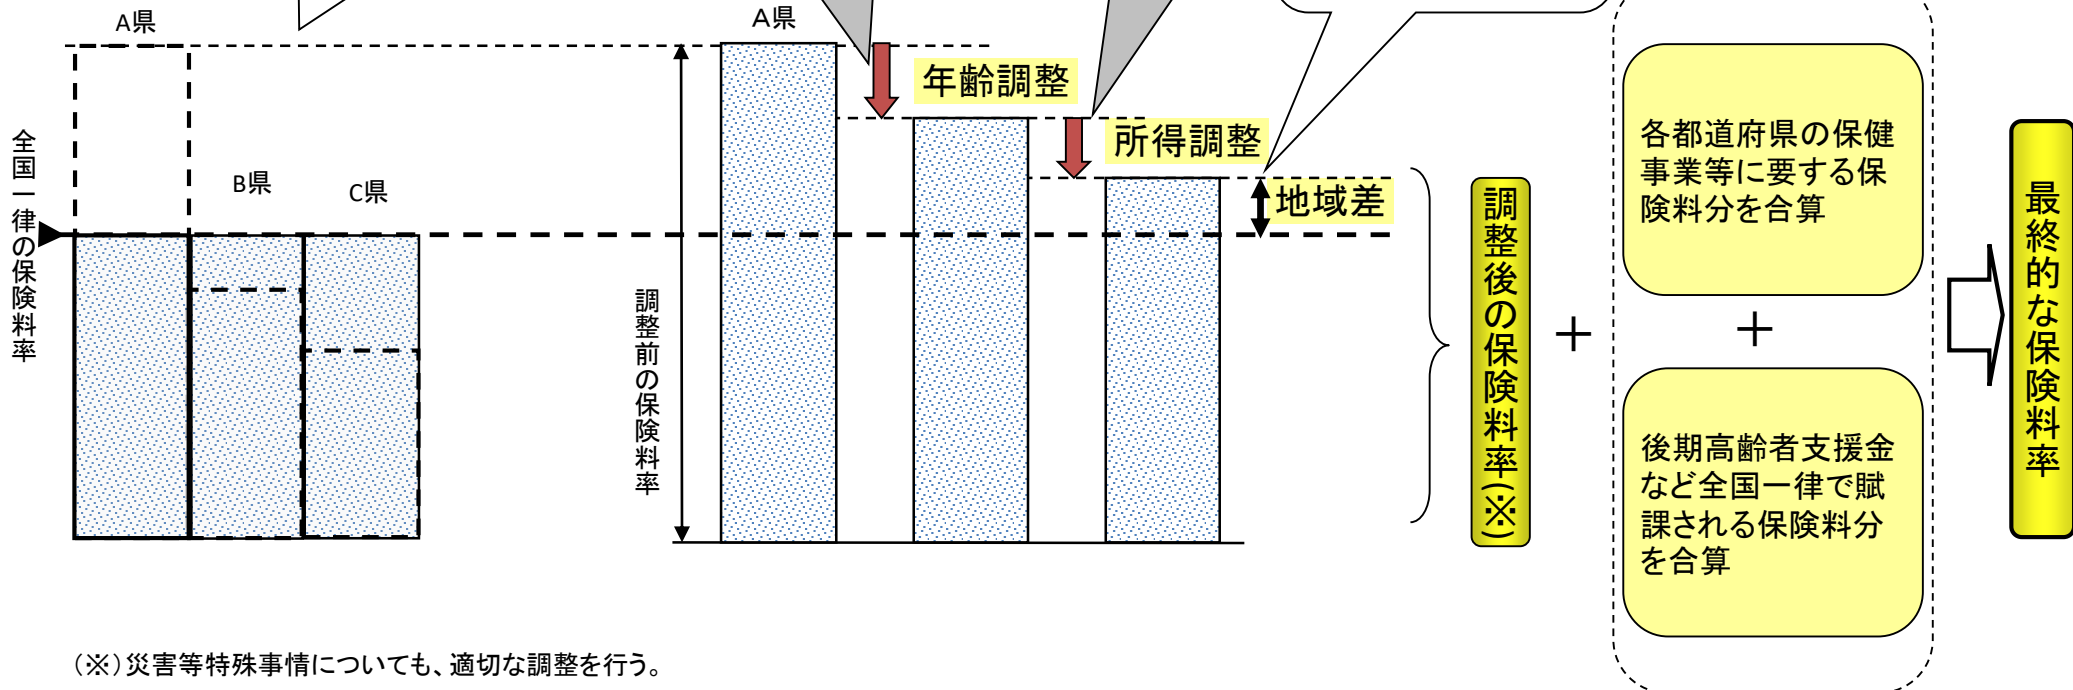 A県
B県
C県
全国一律の保険料率
A県
年齢調整
所得調整
地域差
調整前の保険料率
調整後の保険料率(※)
＋
各都道府県の保健
事業等に要する保
険料分を合算
＋
後期高齢者支援金
など全国一律で賦
課される保険料分
を合算
最終的な保険料率
(※)災害等特殊事情についても、適切な調整を行う。